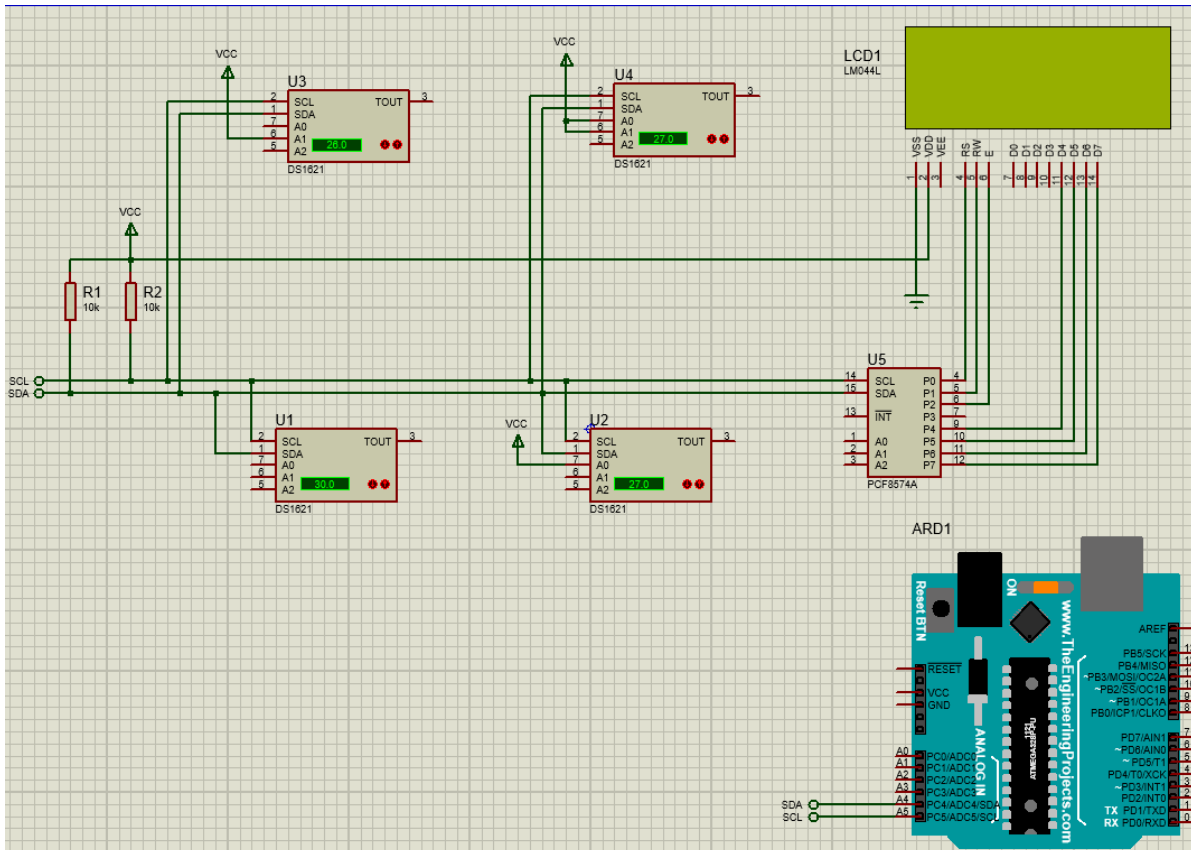 VCC
U3
2 SCL TOUT 3
1 SDA
7 A0
6 A1
5 A2
26.0
DS1621
VCC
U4
2 SCL TOUT 3
1 SDA
7 A0
6 A1
5 A2
27.0
DS1621
LCD1
LM044L
VSS VDD VEE RS RW E D0 D1 D2 D3 D4 D5 D6 D7
1 2 3 4 5 6 7 8 9 10 11 12 13 14
VCC
R1
10k
R2
10k
SCL
SDA
U1
2 SCL TOUT 3
1 SDA
7 A0
6 A1
5 A2
30.0
DS1621
VCC
U2
2 SCL TOUT 3
1 SDA
7 A0
6 A1
5 A2
27.0
DS1621
U5
14 SCL P0 4
15 SDA P1 5
P2 6
13 INT P3 7
P4 9
1 A0 P5 10
2 A1 P6 11
3 A2 P7 12
PCF8574A
ARD1
Reset BTN
ON
www.TheEngineeringProjects.com
ANALOG IN
RESET
VCC
GND
A0 PC0/ADC0
A1 PC1/ADC1
A2 PC2/ADC2
A3 PC3/ADC3
SDA A4 PC4/ADC4/SDA
SCL A5 PC5/ADC5/SCL
AREF
PB5/SCK
PB4/MISO
~PB3/MOSI/OC2A
~PB2/SS/OC1B
~PB1/OC1A 9
PB0/ICP1/CLKO 8
PD7/AIN1 7
~PD6/AIN0 6
~PD5/T1 5
PD4/T0/XCK 4
~PD3/INT1 3
PD2/INT0 2
TX PD1/TXD 1
RX PD0/RXD 0